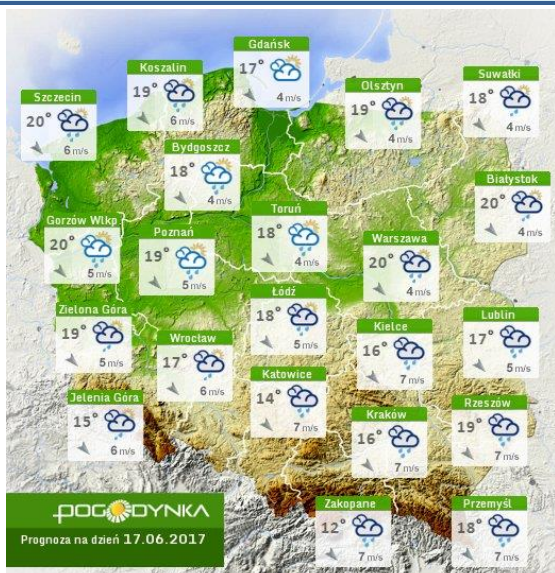 Gdańsk
17°
4 m/s
Koszalin
19°
6 m/s
Suwałki
18°
4 m/s
Olsztyn
19°
4 m/s
Szczecin
20°
6 m/s
Bydgoszcz
18°
4 m/s
Białystok
20°
4 m/s
Toruń
18°
4 m/s
Gorzów Wlkp
20°
5 m/s
Poznań
19°
5 m/s
Warszawa
20°
4 m/s
Łódź
18°
5 m/s
Zielona Góra
19°
5 m/s
Lublin
17°
5 m/s
Kielce
16°
7 m/s
Wrocław
17°
6 m/s
Katowice
14°
7 m/s
Jelenia Góra
15°
6 m/s
Rzeszów
19°
7 m/s
Kraków
16°
7 m/s
Zakopane
12°
7 m/s
Przemyśl
18°
7 m/s
POGODYNKA
Prognoza na dzień 17.06.2017